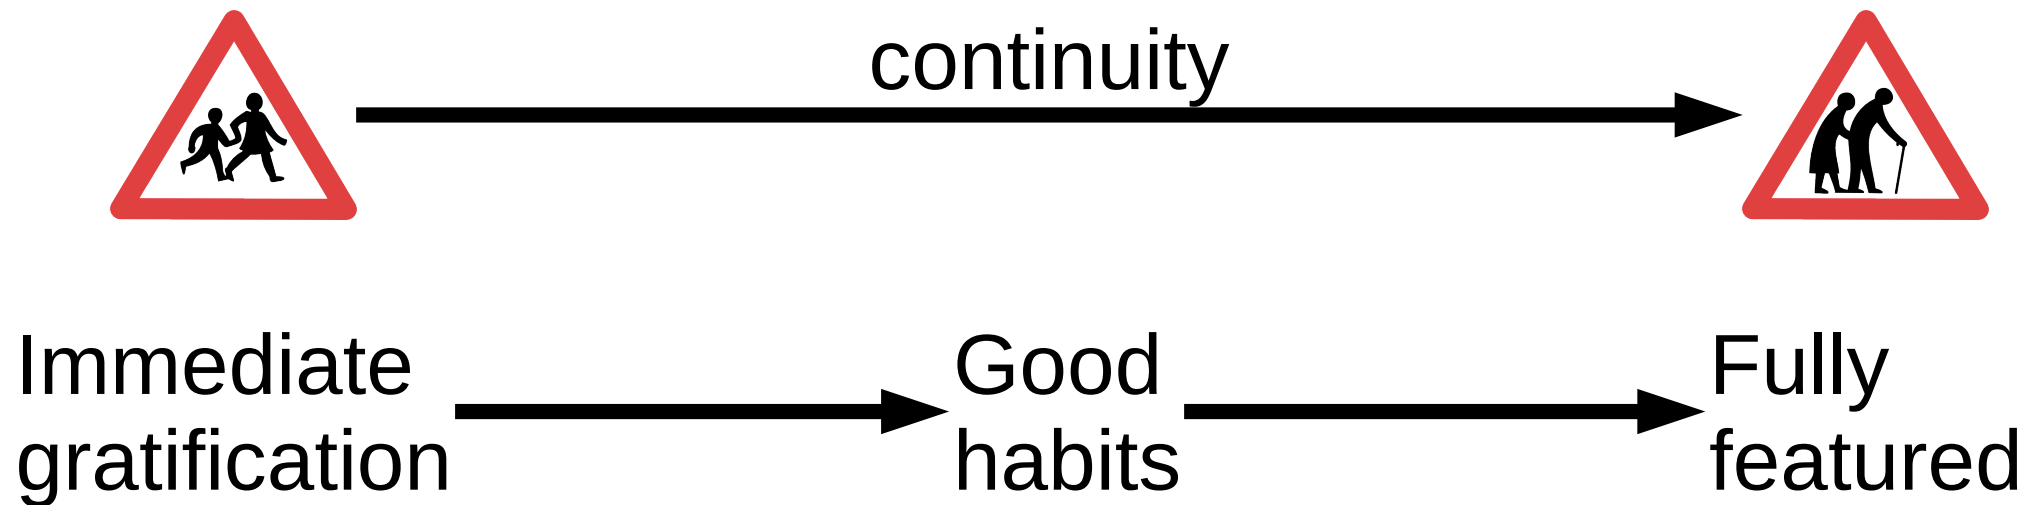 continuity
Immediate
gratification
Good
habits
Fully
featured